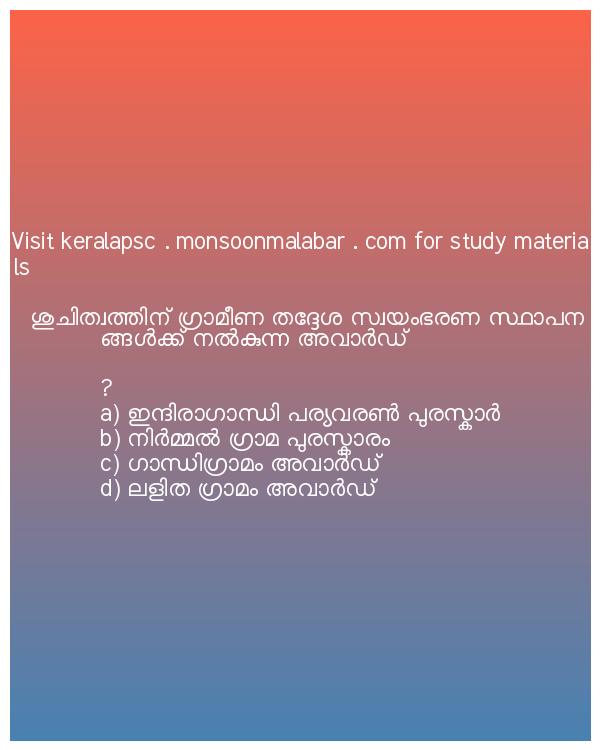 Visit keralapsc . monsoonmalabar . com for study materia
ls
ശുചിത്വത്തിന് ഗ്രാമീണ തദ്ദേശ സ്വയംഭരണ സ്ഥാപന
ങ്ങൾക്ക് നൽകുന്ന അവാർഡ്
?
a) ഇന്ദിരാഗാന്ധി പര്യവരൺ പുരസ്കാർ
b) നിർമ്മൽ ഗ്രാമ പുരസ്കാരം
c) ഗാന്ധിഗ്രാമം അവാർഡ്
d) ലളിത ഗ്രാമം അവാർഡ്